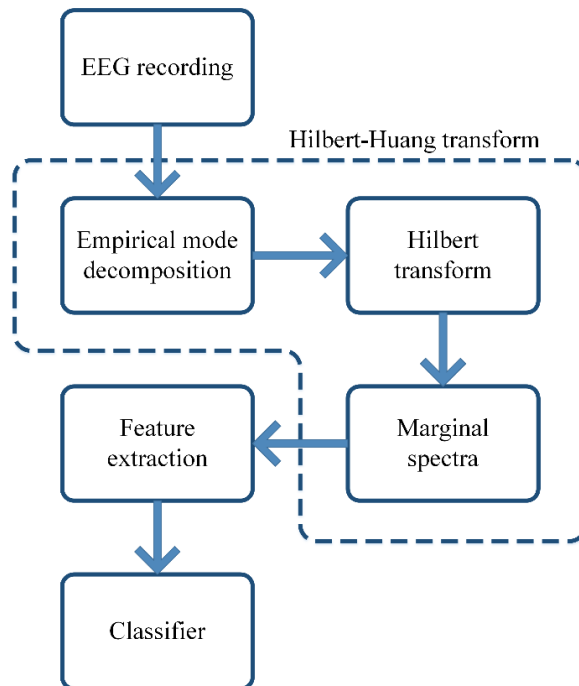 EEG recording
Hilbert-Huang transform
Empirical mode
decomposition
Hilbert
transform
Feature
extraction
Marginal
spectra
Classifier